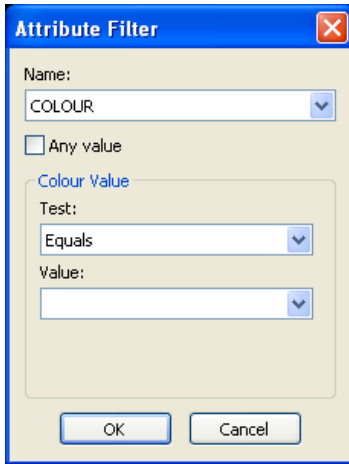 Attribute Filter
Name:
COLOUR
Any value
Colour Value
Test:
Equals
Value:
OK Cancel